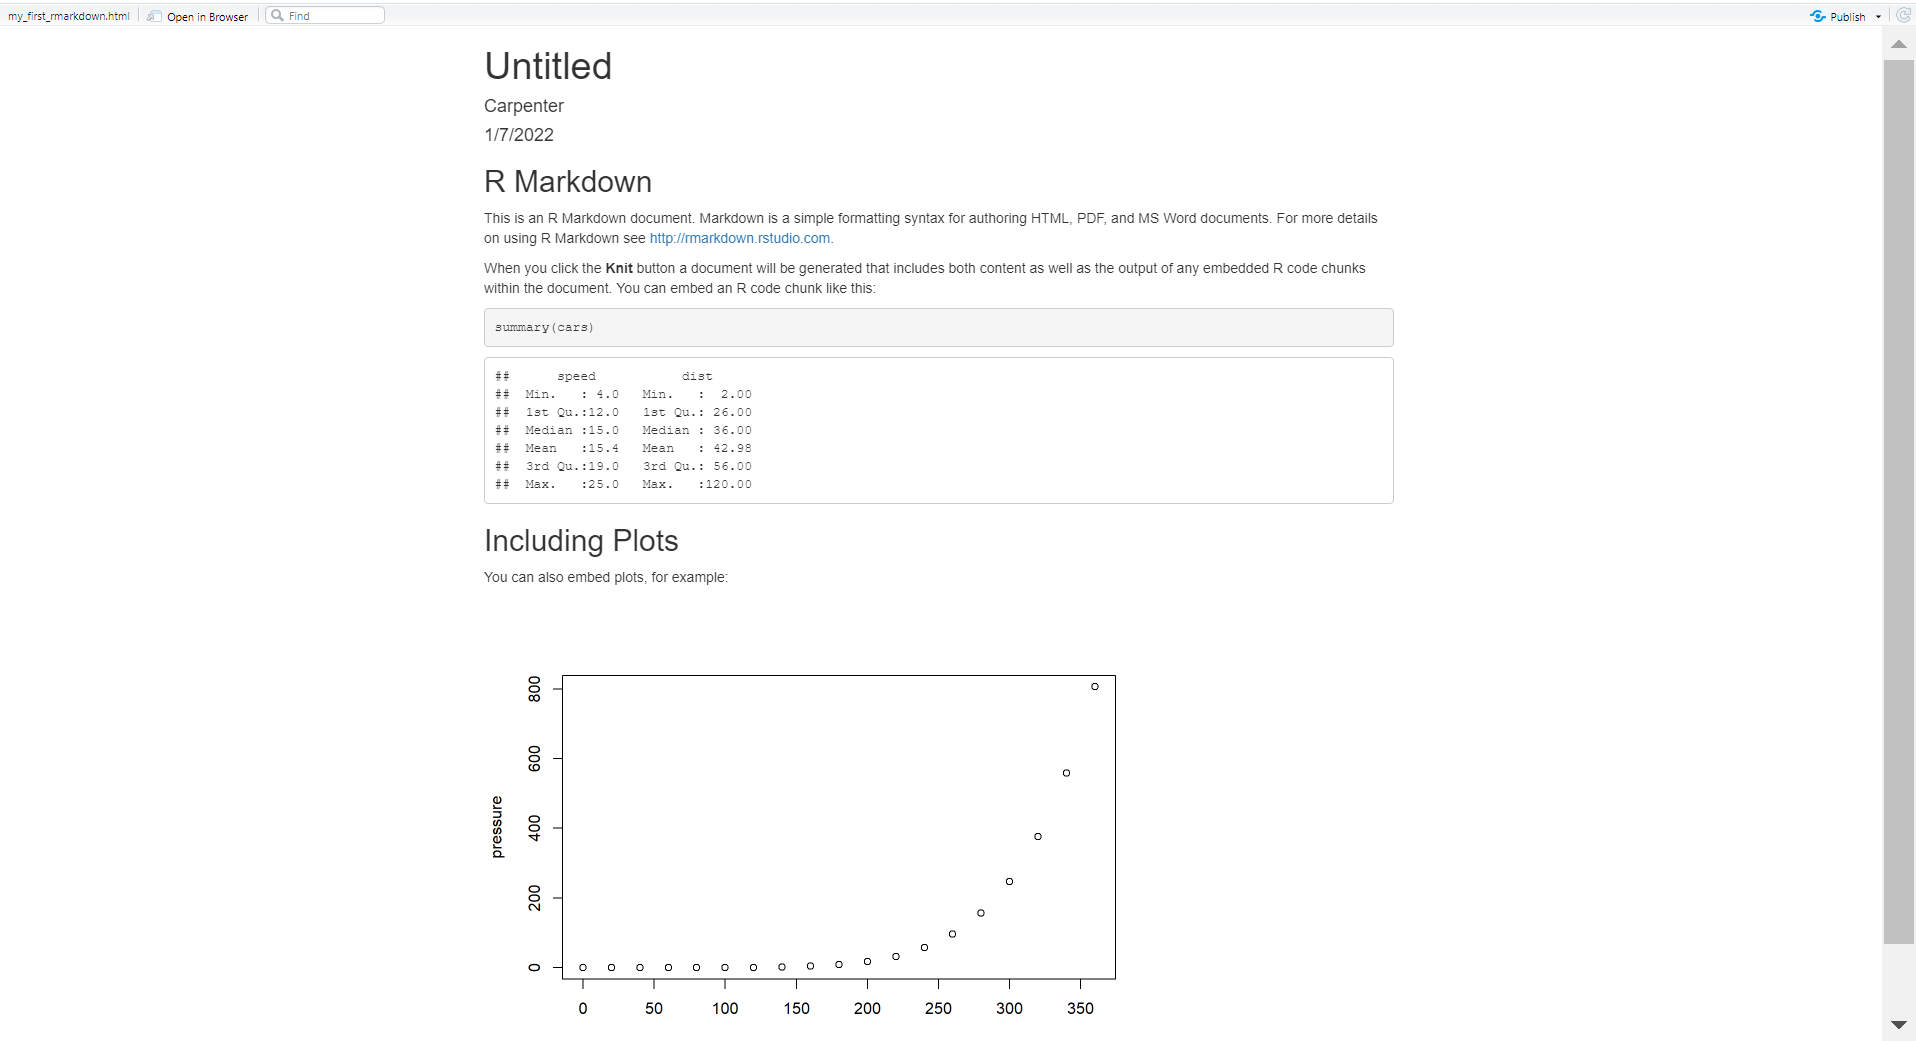 my_first_rmarkdown.html Open in Browser Find Publish
Untitled
Carpenter
1/7/2022
R Markdown
This is an R Markdown document. Markdown is a simple formatting syntax for authoring HTML, PDF, and MS Word documents. For more details
on using R Markdown see http://rmarkdown.rstudio.com.
When you click the Knit button a document will be generated that includes both content as well as the output of any embedded R code chunks
within the document. You can embed an R code chunk like this:
summary(cars)
##      speed           dist
##  Min.   : 4.0   Min.   :  2.00
##  1st Qu.:12.0   1st Qu.: 26.00
##  Median :15.0   Median : 36.00
##  Mean   :15.4   Mean   : 42.98
##  3rd Qu.:19.0   3rd Qu.: 56.00
##  Max.   :25.0   Max.   :120.00
Including Plots
You can also embed plots, for example:
800
600
400
200
0
pressure
0 50 100 150 200 250 300 350